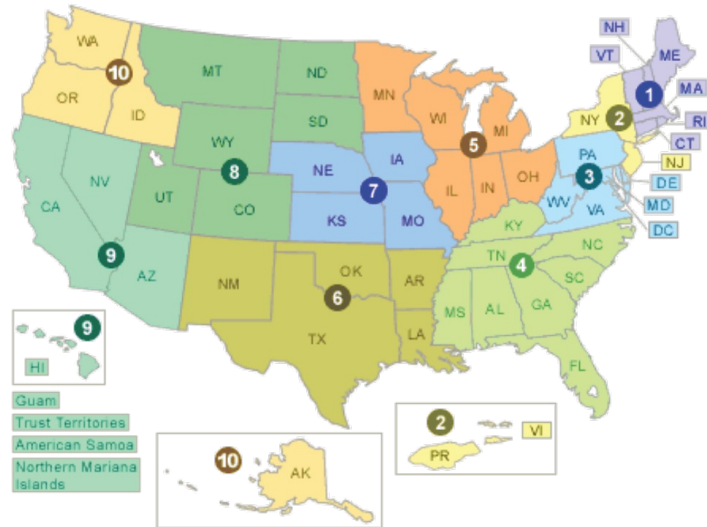 NH
WA
VT
ME
10
MT
ND
MN
MA
OR
1
ID
WI
NY
2
RI
SD
MI
CT
WY
5
PA
NJ
8
IA
3
NE
7
OH
DE
NV
IL
IN
WV
MD
UT
CO
VA
CA
KS
MO
KY
DC
NC
TN
9
4
AZ
OK
AR
SC
NM
6
MS
AL
GA
9
TX
LA
HI
FL
Guam
Trust Territories
2
American Samoa
VI
Northern Mariana
Islands
10
AK
PR